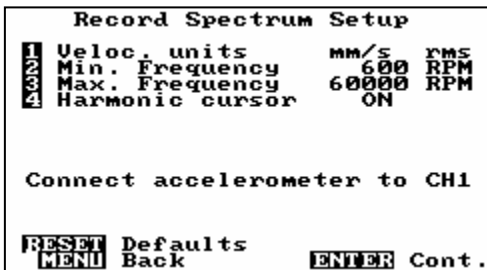 Record Spectrum Setup
1 Veloc. units mm/s rms
2 Min. Frequency 600 RPM
3 Max. Frequency 60000 RPM
4 Harmonic cursor ON
Connect accelerometer to CH1
RESET Defaults
MENU Back ENTER Cont.